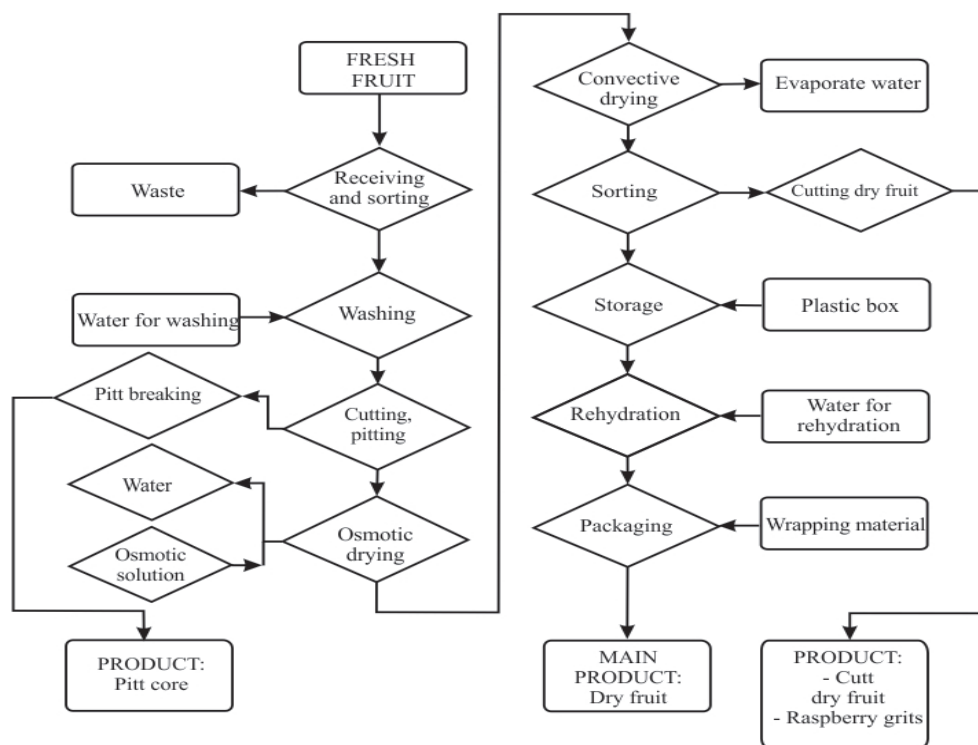 FRESH
FRUIT
Waste
Receiving
and sorting
Water for washing
Washing
Pitt breaking
Cutting,
pitting
Water
Osmotic
solution
Osmotic
drying
PRODUCT:
Pitt core
Convective
drying
Evaporate water
Sorting
Cutting dry fruit
Storage
Plastic box
Rehydration
Water for
rehydration
Packaging
Wrapping material
MAIN
PRODUCT:
Dry fruit
PRODUCT:
- Cutt
dry fruit
- Raspberry grits